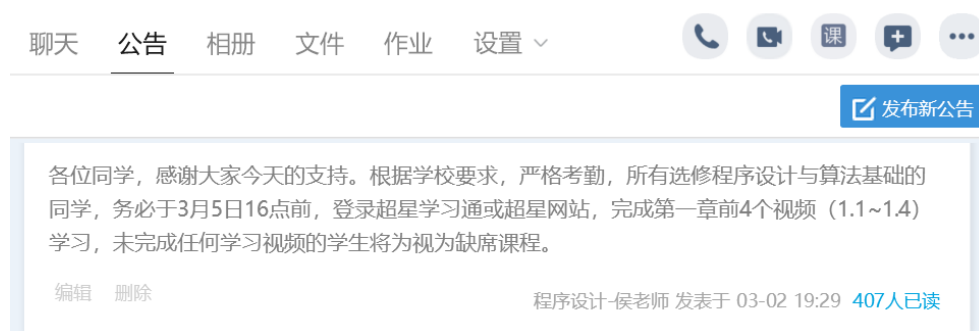 聊天 公告 相册 文件 作业 设置
课
发布新公告
各位同学，感谢大家今天的支持。根据学校要求，严格考勤，所有选修程序设计与算法基础的
同学，务必于3月5日16点前，登录超星学习通或超星网站，完成第一章前4个视频（1.1~1.4）
学习，未完成任何学习视频的学生将为视为缺席课程。
编辑 删除
程序设计-侯老师 发表于 03-02 19:29 407人已读